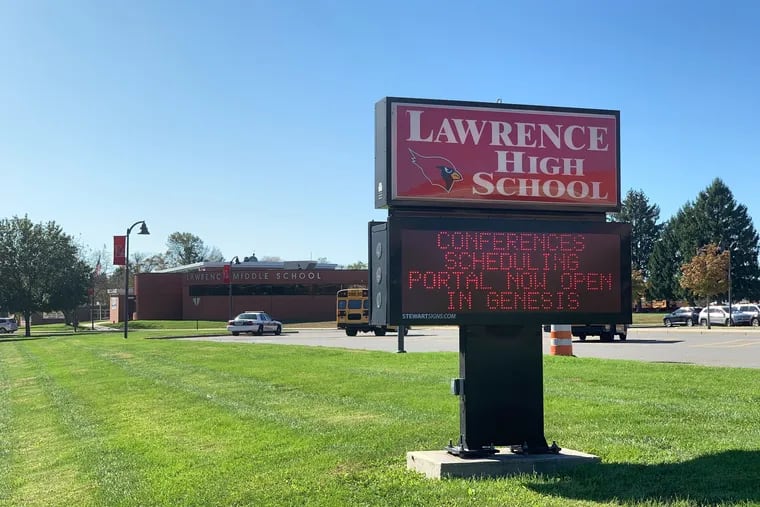 LAWRENCE
HIGH
SCHOOL
CONFERENCES
SCHEDULING
PORTAL NOW OPEN
IN GENESIS
STEWARTSIGNS.COM
LAWRENCE MIDDLE SCHOOL